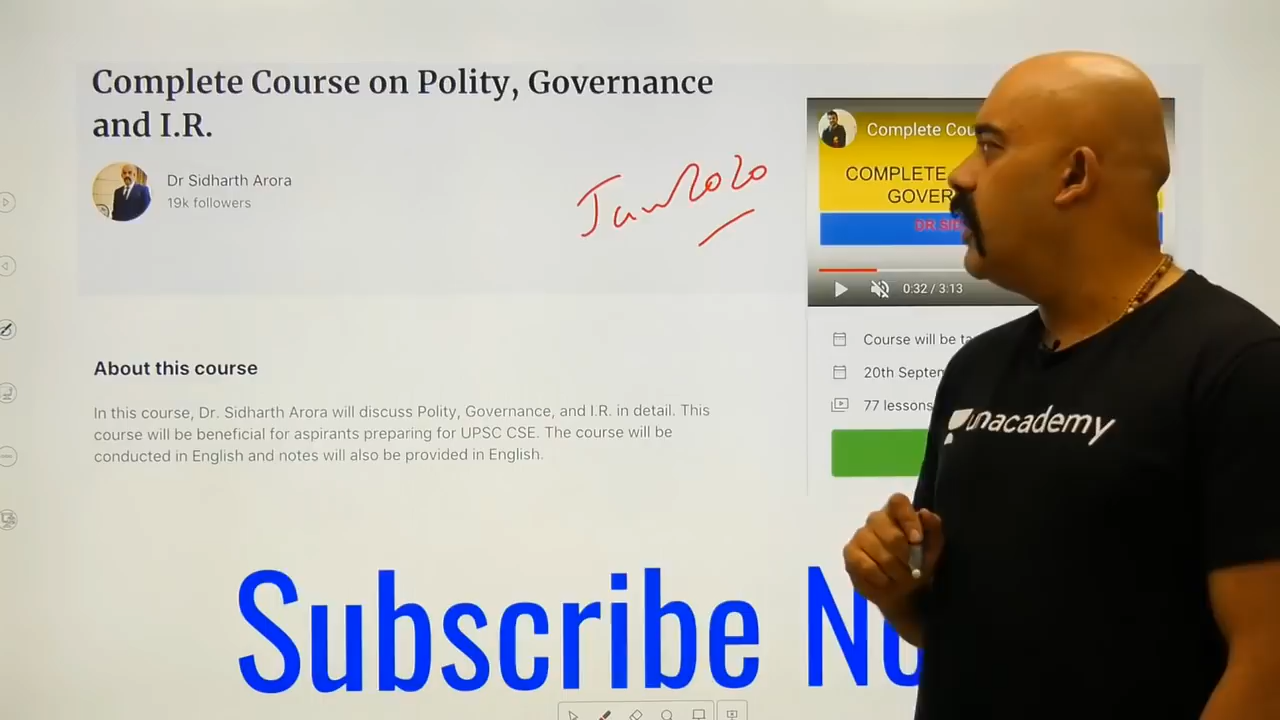 Complete Course on Polity, Governance
and I.R.
Dr Sidharth Arora
19k followers
Jan 2020
Complete Cou
COMPLETE
GOVER
DR SID
0:32 / 3:13
About this course
In this course, Dr. Sidharth Arora will discuss Polity, Governance, and I.R. in detail. This
course will be beneficial for aspirants preparing for UPSC CSE. The course will be
conducted in English and notes will also be provided in English.
Course will be ta
20th Septem
77 lessons
unacademy
Subscribe No